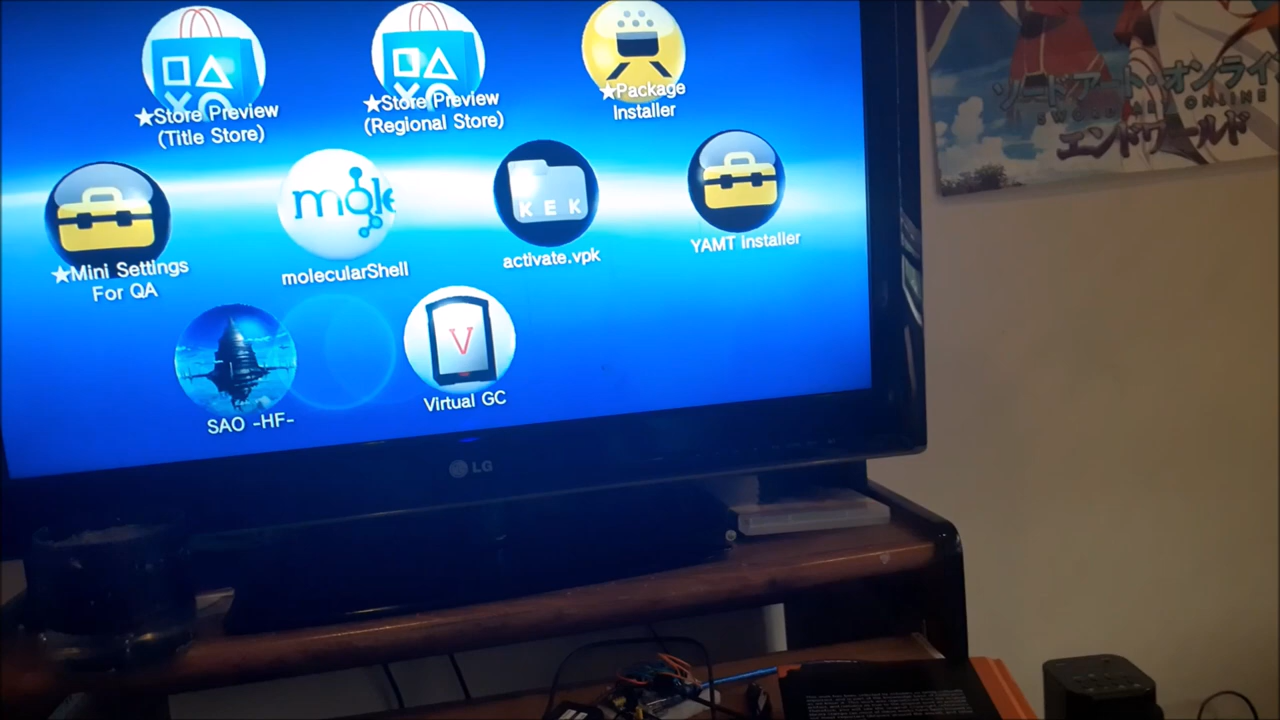 ★Store Preview
(Title Store)
★Store Preview
(Regional Store)
★Package
Installer
★Mini Settings
For QA
mole
molecularShell
KEK
activate.vpk
YAMT installer
SAO -HF-
V
Virtual GC
LG
ソードアート・オンライ
SWORD ART ONLINE
エンドワールド